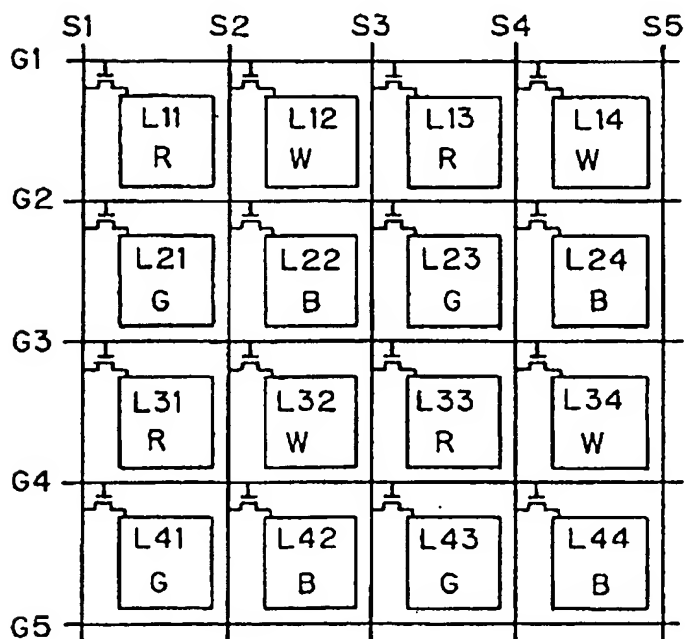 S1 S2 S3 S4 S5
G1
L11 L12 L13 L14
R W R W
G2
L21 L22 L23 L24
G B G B
G3
L31 L32 L33 L34
R W R W
G4
L41 L42 L43 L44
G B G B
G5